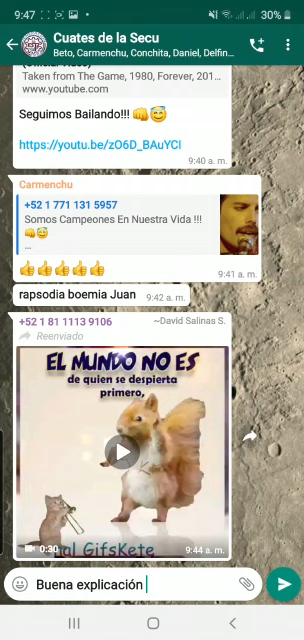 9:47
30%
Cuates de la Secu
Beto, Carmenchu, Conchita, Daniel, Delfin...
Taken from The Game, 1980, Forever, 201...
www.youtube.com
Seguimos Bailando!!! 👊😇
https://youtu.be/zO6D_BAuYCI
9:40 a. m.
Carmenchu
+52 1 771 131 5957
Somos Campeones En Nuestra Vida !!!
👊😇
...
👍👍👍👍👍
9:41 a. m.
rapsodia boemia Juan
9:42 a. m.
+52 1 81 1113 9106
~David Salinas S.
Reenviado
EL MUNDO NO ES
de quien se despierta
primero,
0:30
al GifsKete
9:44 a. m.
Buena explicación